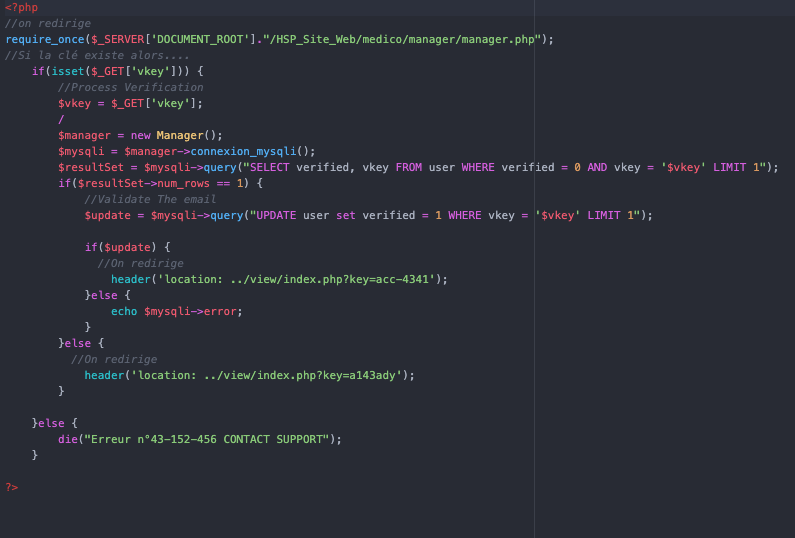 <?php
//on redirige
require_once($_SERVER['DOCUMENT_ROOT']."/HSP_Site_Web/medico/manager/manager.php");
//Si la clé existe alors....
    if(isset($_GET['vkey'])) {
        //Process Verification
        $vkey = $_GET['vkey'];
        /
        $manager = new Manager();
        $mysqli = $manager->connexion_mysqli();
        $resultSet = $mysqli->query("SELECT verified, vkey FROM user WHERE verified = 0 AND vkey = '$vkey' LIMIT 1");
        if($resultSet->num_rows == 1) {
            //Validate The email
            $update = $mysqli->query("UPDATE user set verified = 1 WHERE vkey = '$vkey' LIMIT 1");

            if($update) {
              //On redirige
                header('location: ../view/index.php?key=acc-4341');
            }else {
                echo $mysqli->error;
            }
        }else {
          //On redirige
            header('location: ../view/index.php?key=a143ady');
        }

    }else {
        die("Erreur n°43-152-456 CONTACT SUPPORT");
    }

?>